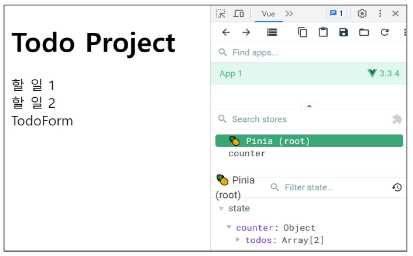 Todo Project
할 일 1
할 일 2
TodoForm
Vue
1
Find apps...
App 1
3.3.4
Search stores
Pinia (root)
counter
Pinia
(root)
Filter state...
state
counter: Object
todos: Array[2]